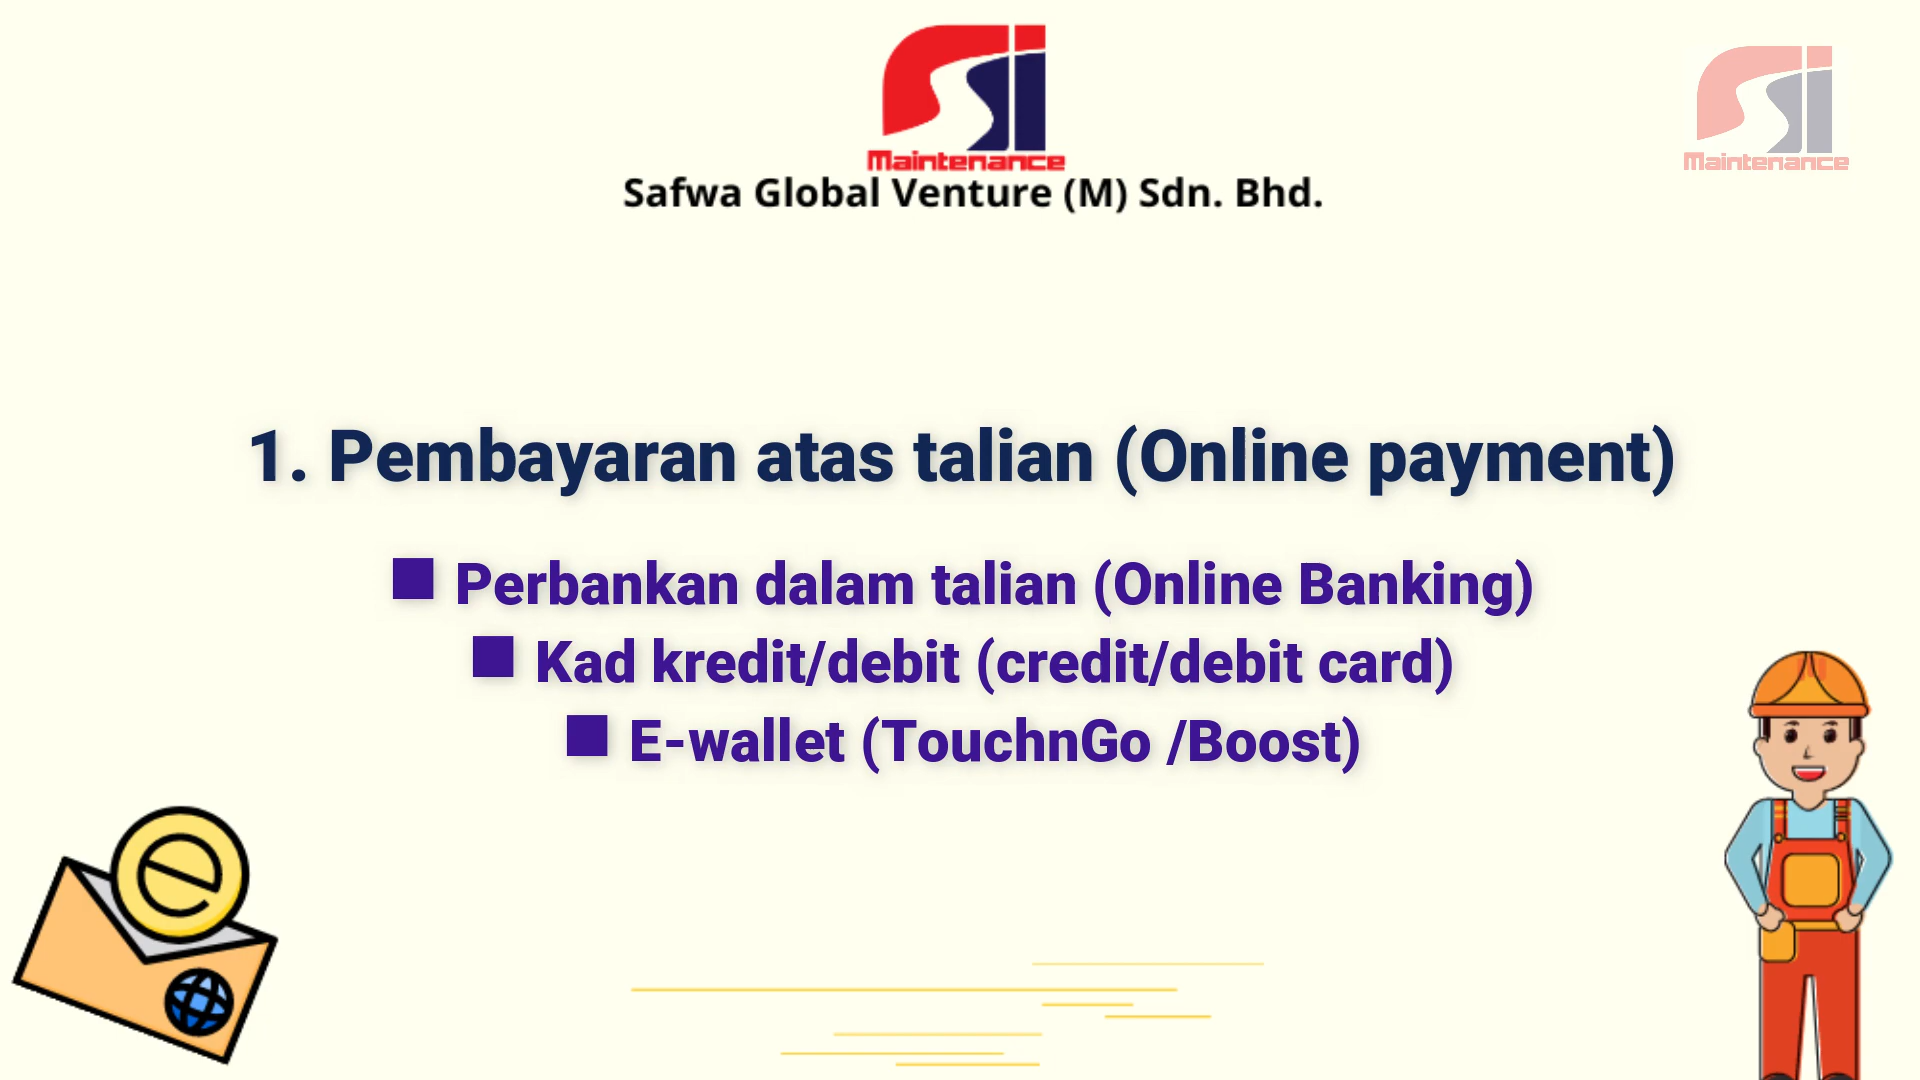 Maintenance
Safwa Global Venture (M) Sdn. Bhd.
Maintenance
1. Pembayaran atas talian (Online payment)
Perbankan dalam talian (Online Banking)
Kad kredit/debit (credit/debit card)
E-wallet (TouchnGo /Boost)